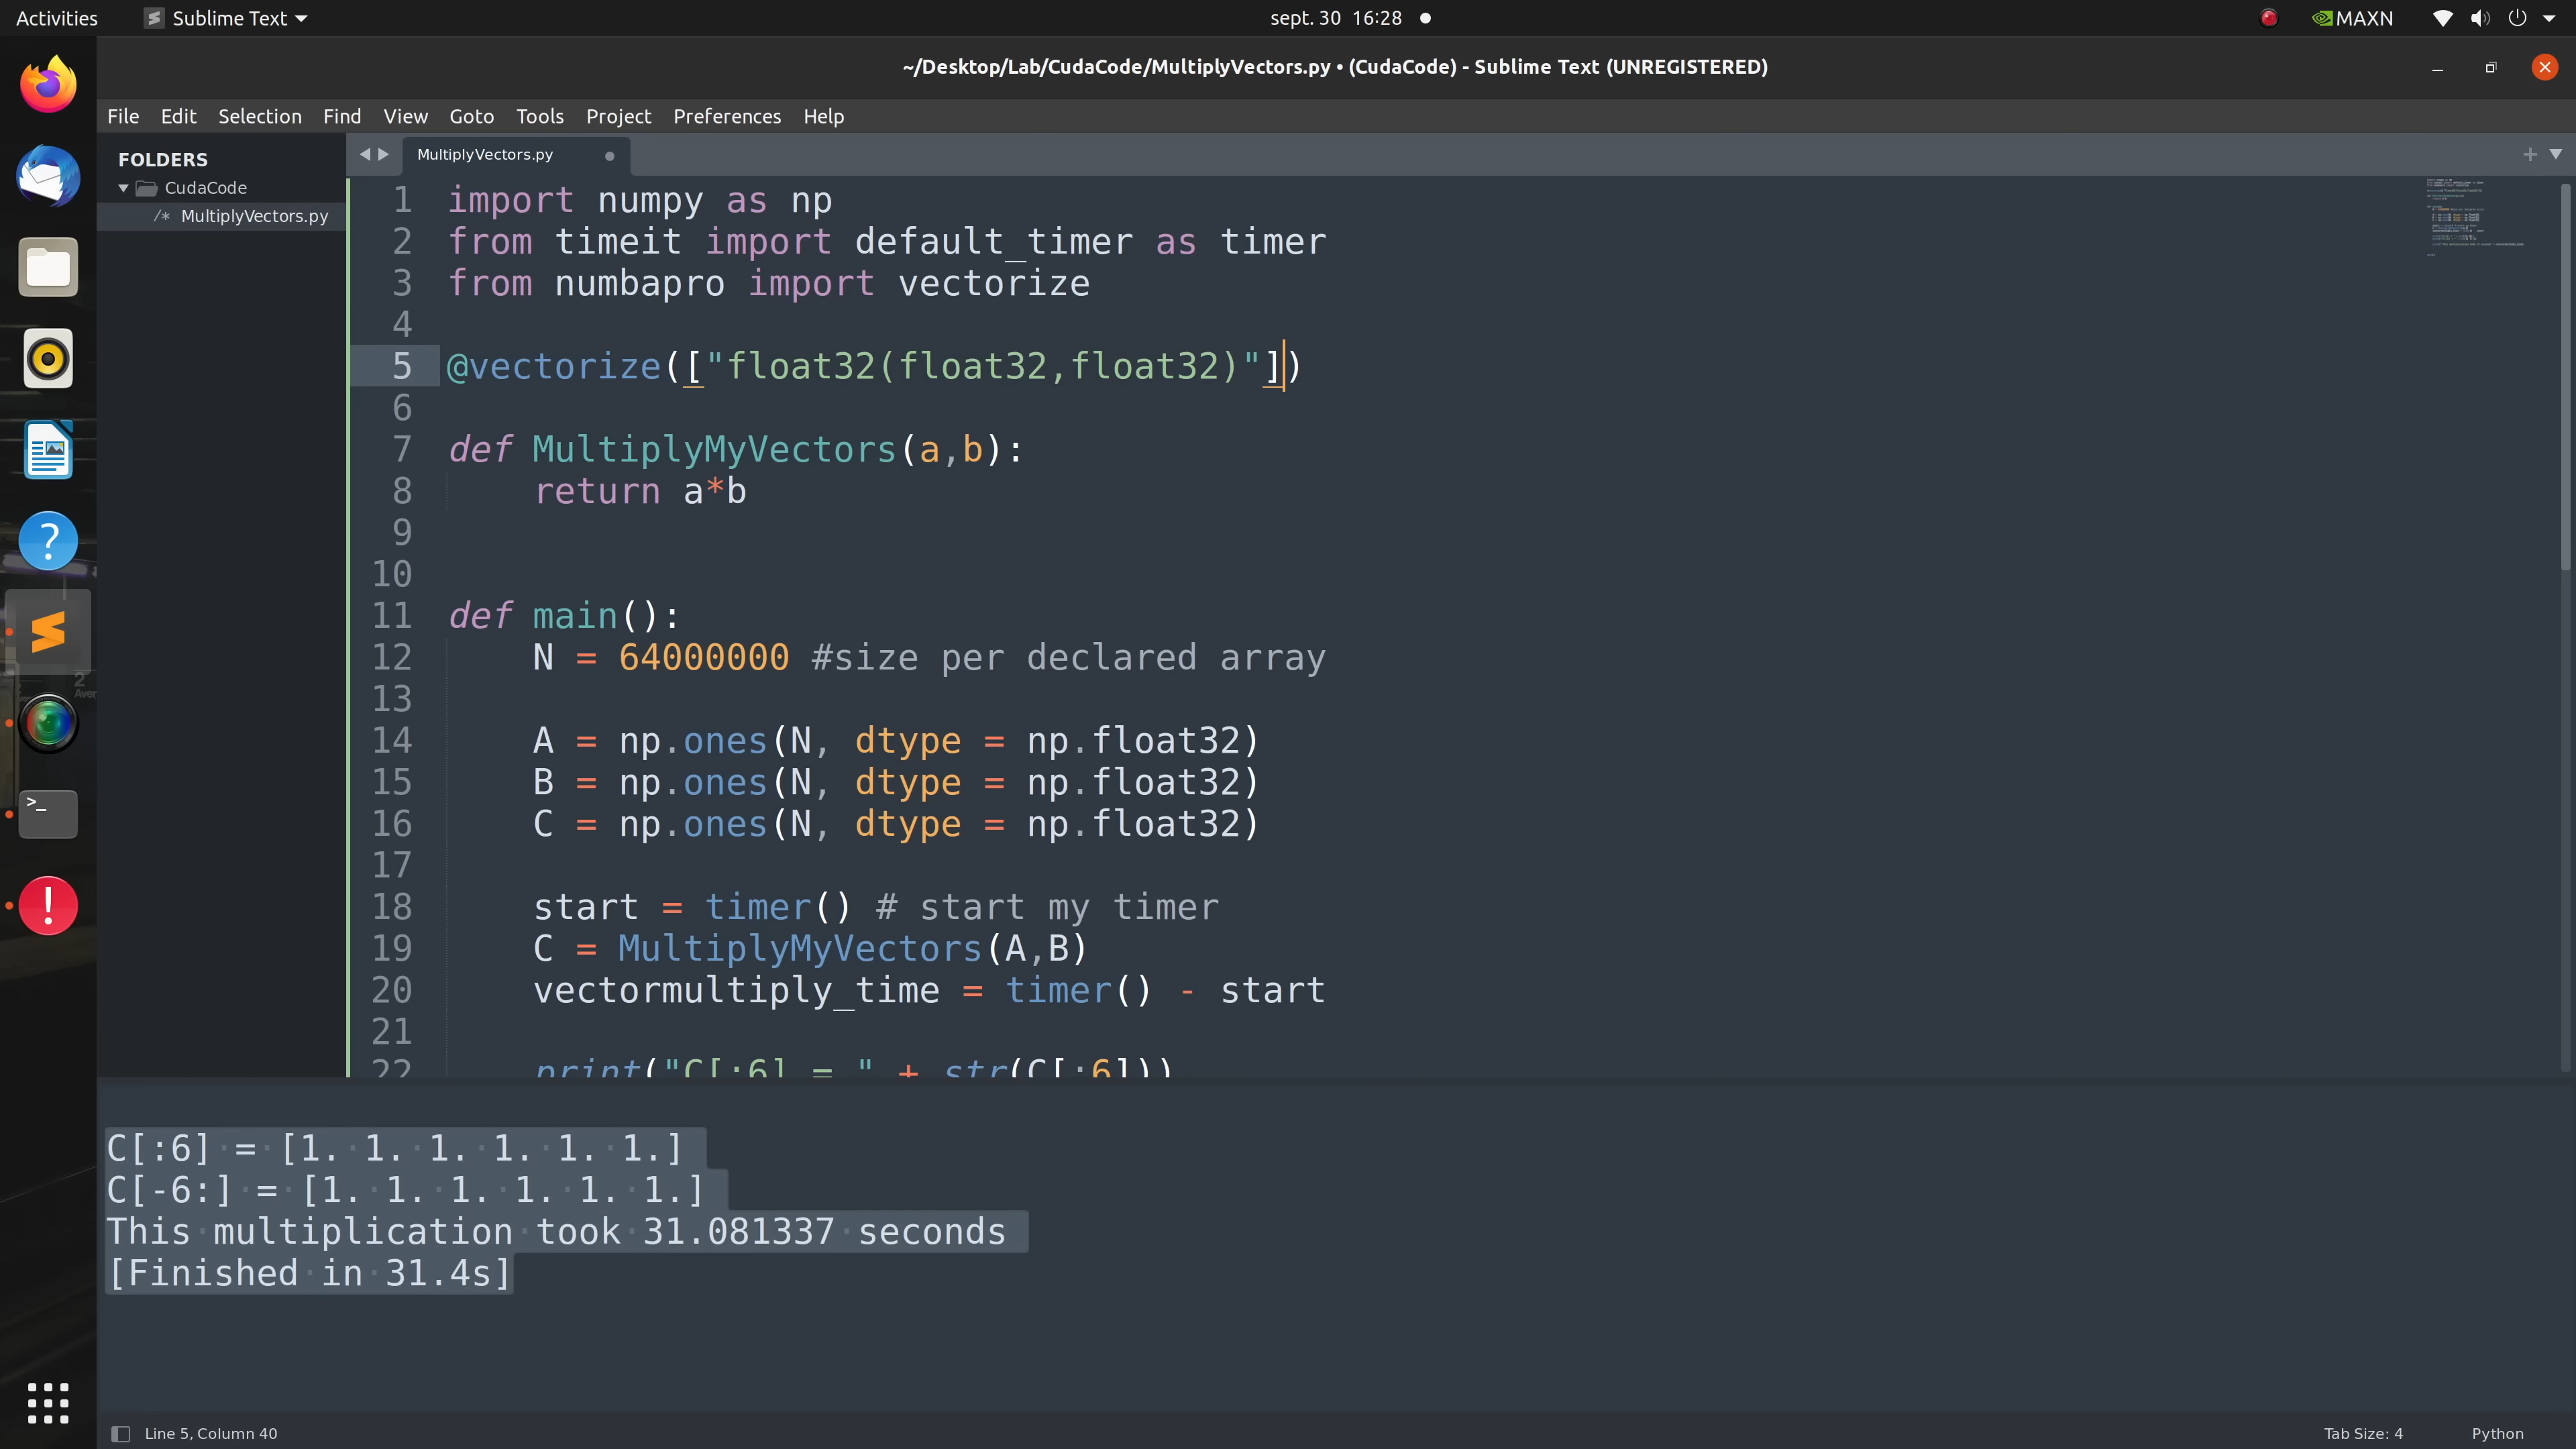 Activities
Sublime Text
sept. 30 16:28
MAXN
~/Desktop/Lab/CudaCode/MultiplyVectors.py • (CudaCode) - Sublime Text (UNREGISTERED)
File Edit Selection Find View Goto Tools Project Preferences Help
FOLDERS
CudaCode
/* MultiplyVectors.py
MultiplyVectors.py
1 import numpy as np
2 from timeit import default_timer as timer
3 from numbapro import vectorize
4
5 @vectorize(["float32(float32,float32)"])
6
7 def MultiplyMyVectors(a,b):
8 return a*b
9
10
11 def main():
12 N = 64000000 #size per declared array
13
14 A = np.ones(N, dtype = np.float32)
15 B = np.ones(N, dtype = np.float32)
16 C = np.ones(N, dtype = np.float32)
17
18 start = timer() # start my timer
19 C = MultiplyMyVectors(A,B)
20 vectormultiply_time = timer() - start
21
22 print("C[:6] = " + str(C[:6]))
C[:6] = [1. 1. 1. 1. 1. 1.]
C[-6:] = [1. 1. 1. 1. 1. 1.]
This multiplication took 31.081337 seconds
[Finished in 31.4s]
Line 5, Column 40
Tab Size: 4
Python